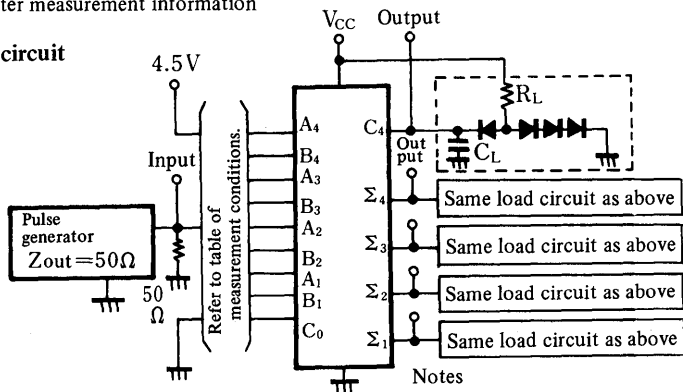 ter measurement information
circuit
VCC
Output
4.5V
RL
A4
C4
Out
put
CL
Input
B4
A3
Σ4
Same load circuit as above
B3
Pulse
generator
Zout=50Ω
Refer to table of
measurement conditions.
A2
Σ3
Same load circuit as above
B2
A1
Σ2
Same load circuit as above
50
Ω
B1
C0
Σ1
Same load circuit as above
Notes